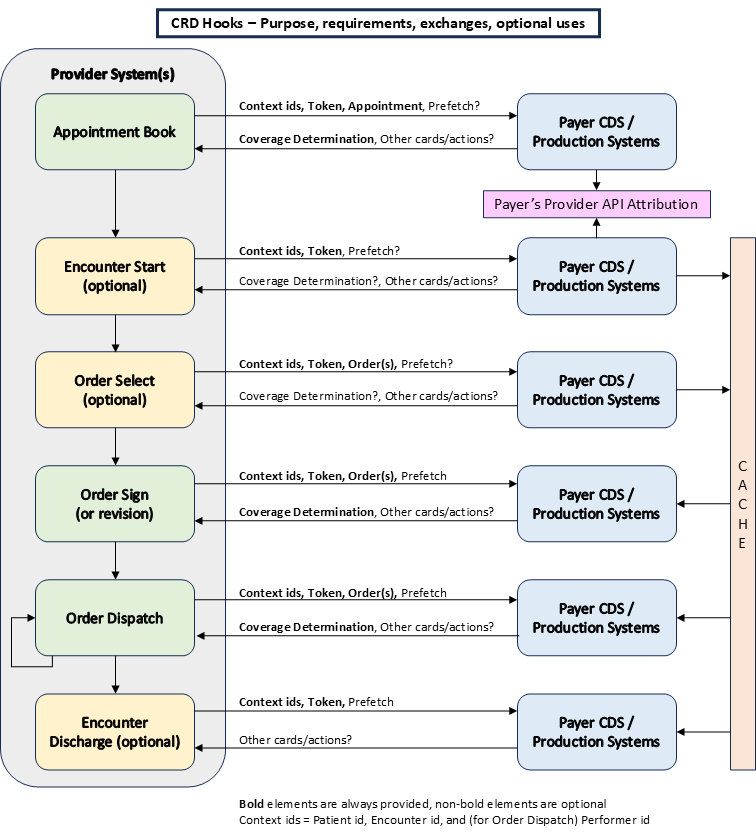 CRD Hooks – Purpose, requirements, exchanges, optional uses
Provider System(s)
Appointment Book
Context ids, Token, Appointment, Prefetch?
Coverage Determination, Other cards/actions?
Payer CDS /
Production Systems
Payer's Provider API Attribution
Encounter Start
(optional)
Context ids, Token, Prefetch?
Coverage Determination?, Other cards/actions?
Payer CDS /
Production Systems
Order Select
(optional)
Context ids, Token, Order(s), Prefetch?
Coverage Determination?, Other cards/actions?
Payer CDS /
Production Systems
Order Sign
(or revision)
Context ids, Token, Order(s), Prefetch
Coverage Determination, Other cards/actions?
Payer CDS /
Production Systems
C
A
C
H
E
Order Dispatch
Context ids, Token, Order(s), Prefetch
Coverage Determination, Other cards/actions?
Payer CDS /
Production Systems
Encounter
Discharge (optional)
Context ids, Token, Prefetch
Other cards/actions?
Payer CDS /
Production Systems
Bold elements are always provided, non-bold elements are optional
Context ids = Patient id, Encounter id, and (for Order Dispatch) Performer id